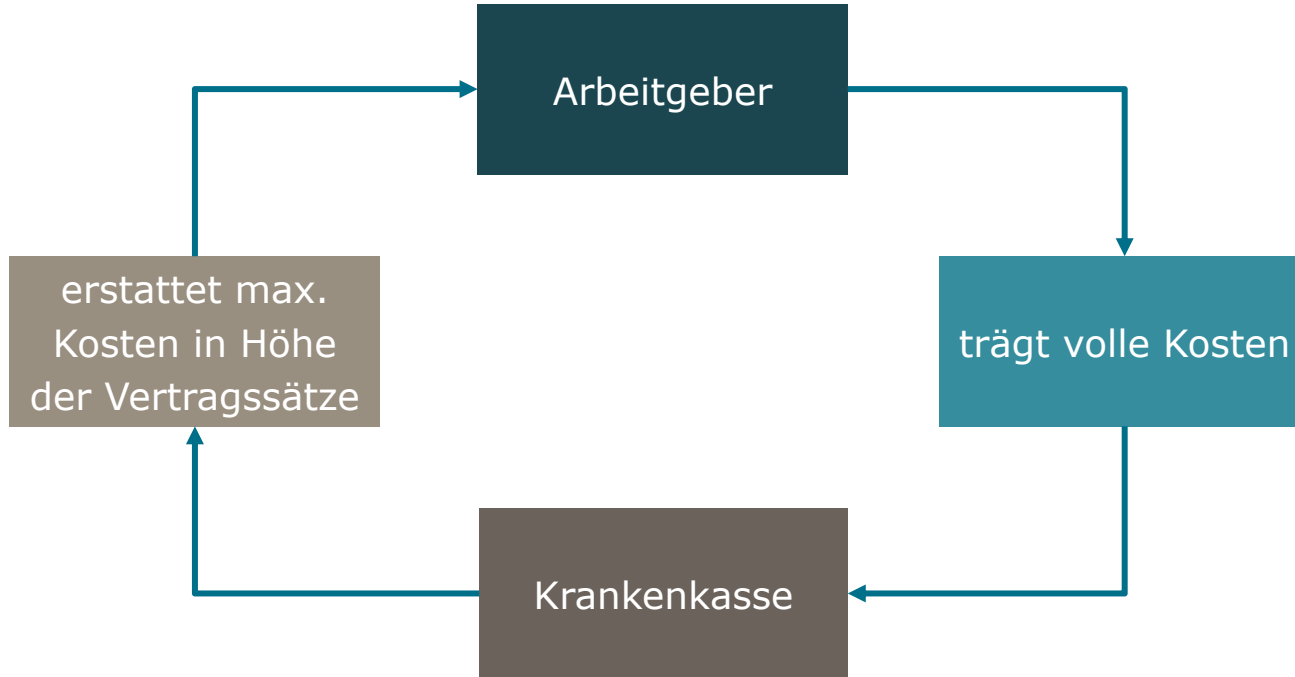 Arbeitgeber
erstattet max.
Kosten in Höhe
der Vertragssätze
trägt volle Kosten
Krankenkasse